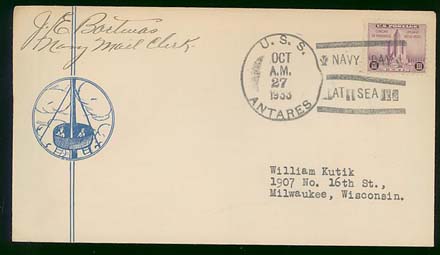 J. E.
Navy Mail Clerk.
U. S. S.
OCT
A.M.
27
1933
ANTARES
NAVY DAY
AT SEA
U.S. POSTAGE
William Kutik
1907 No. 16th St.,
Milwaukee, Wisconsin.